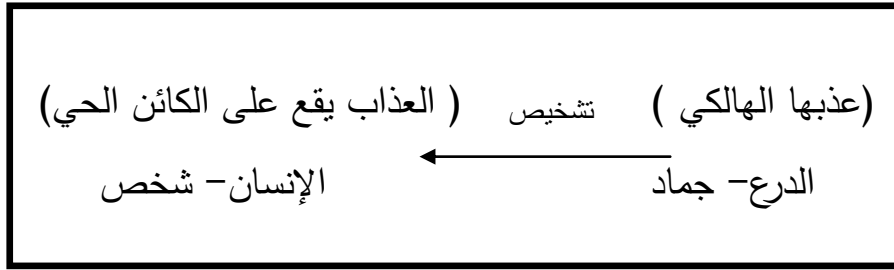 (عذبها الهالكي ) تشخيص ( العذاب يقع على الكائن الحي)
الدرع– جماد الإنسان– شخص